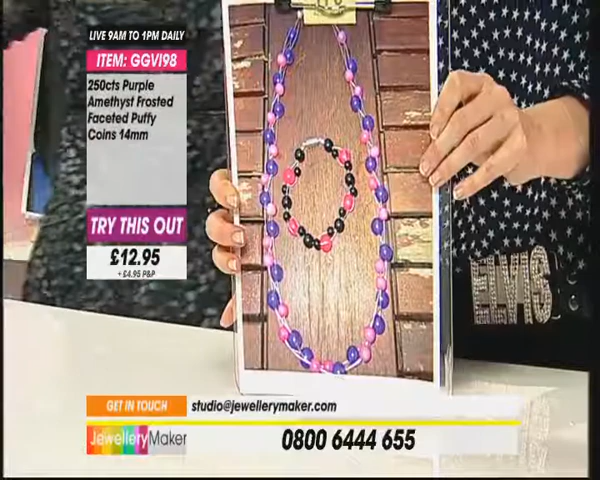 LIVE 9AM TO 1PM DAILY
ITEM: GGVI98
250cts Purple
Amethyst Frosted
Faceted Puffy
Coins 14mm
TRY THIS OUT
£12.95
+ £4.95 P&P
ELVIS
GET IN TOUCH
studio@jewellerymaker.com
JewelleryMaker
0800 6444 655